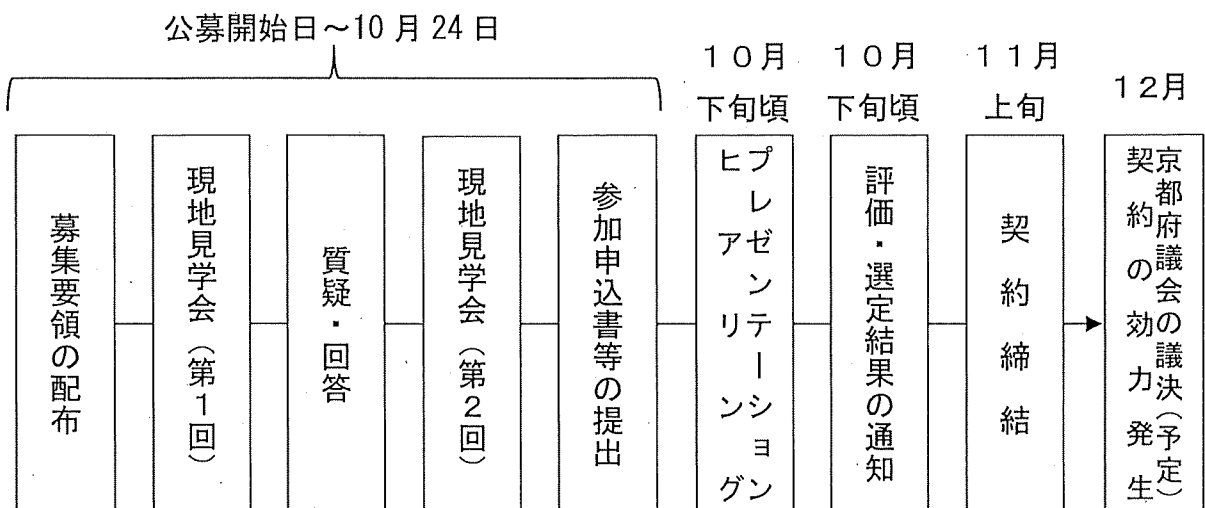 公募開始日～10月24日
募集要領の配布
現地見学会（第１回）
質疑・回答
現地見学会（第２回）
参加申込書等の提出
１０月
下旬頃
プレゼンテーション
ヒアリング
１０月
下旬頃
評価・選定結果の通知
１１月
上旬
契約締結
１２月
京都府議会の議決（予定）
契約の効力発生